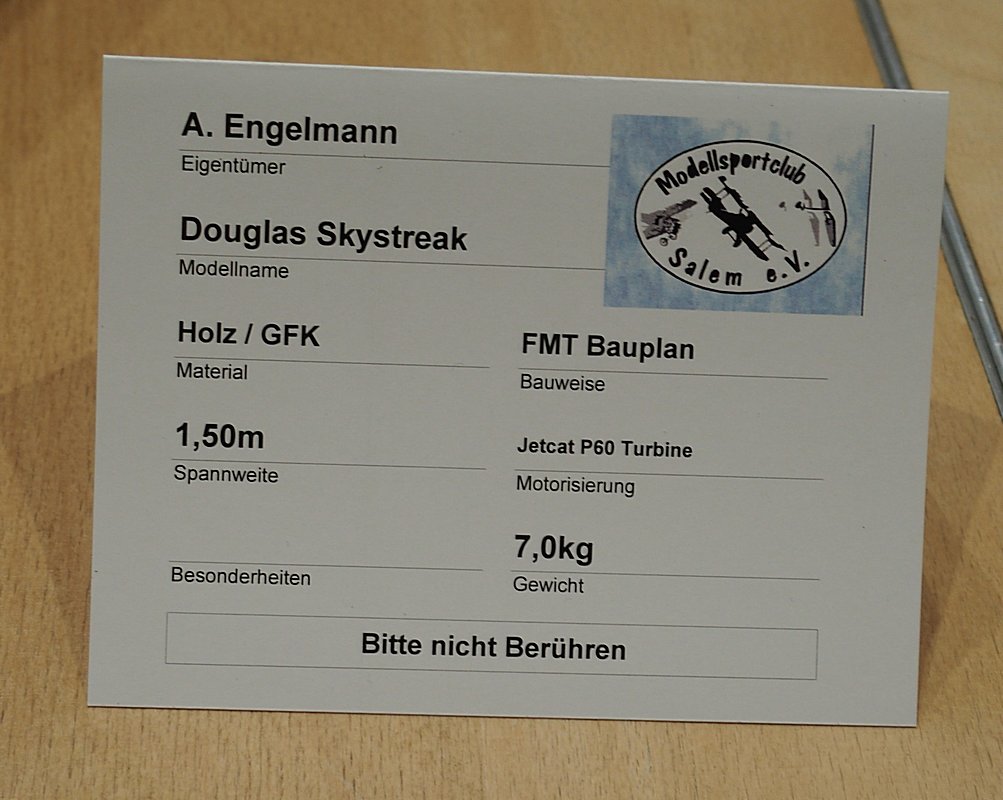 A. Engelmann
Eigentümer
Modellsportclub
Salem e.V.
Douglas Skystreak
Modellname
Holz / GFK
Material
FMT Bauplan
Bauweise
1,50m
Spannweite
Jetcat P60 Turbine
Motorisierung
Besonderheiten
7,0kg
Gewicht
Bitte nicht Berühren